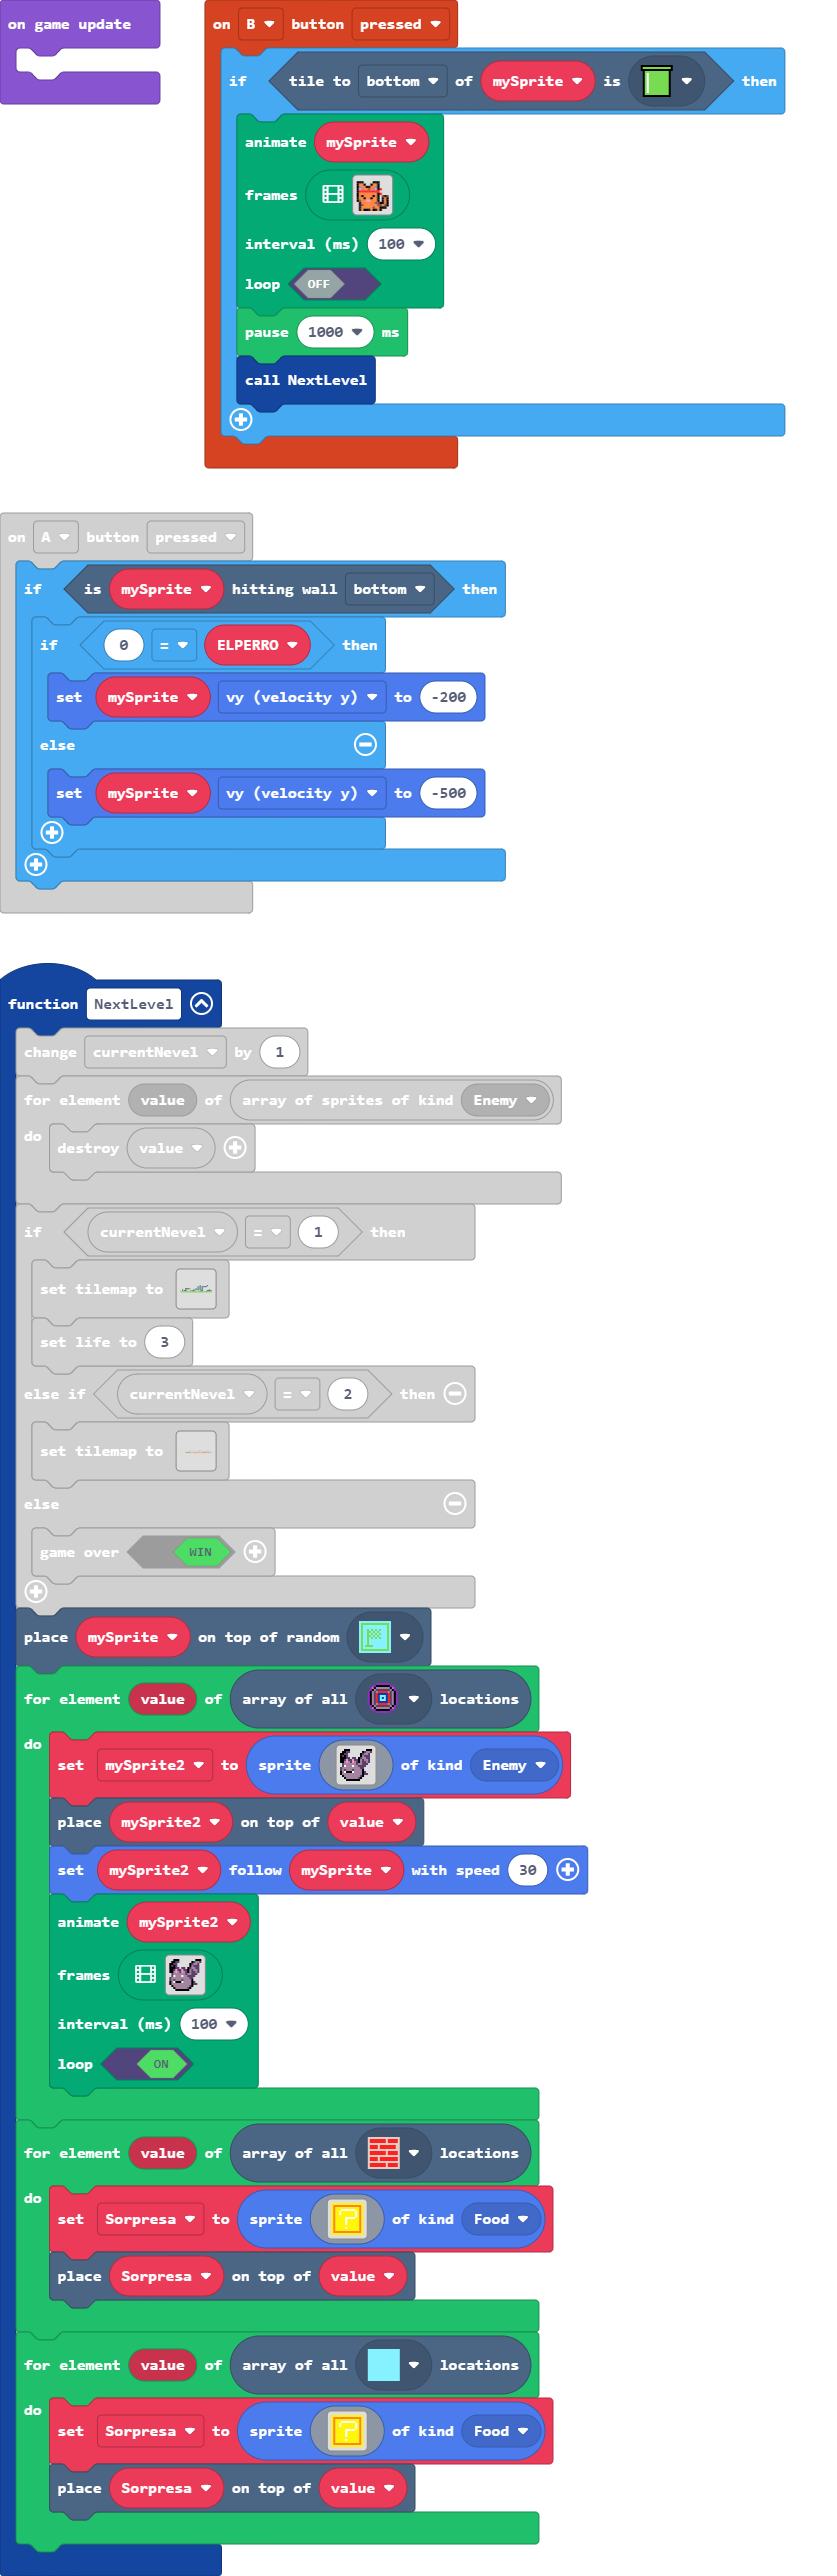 on game update
on B button pressed
if tile to bottom of mySprite is then
animate mySprite
frames
interval (ms) 100
loop OFF
pause 1000 ms
call NextLevel
on A button pressed
if is mySprite hitting wall bottom then
if 0 = ELPERRO then
set mySprite vy (velocity y) to -200
else
set mySprite vy (velocity y) to -500
function NextLevel
change currentNevel by 1
for element value of array of sprites of kind Enemy
do
destroy value
if currentNevel = 1 then
set tilemap to
set life to 3
else if currentNevel = 2 then
set tilemap to
else
game over WIN
place mySprite on top of random
for element value of array of all locations
do
set mySprite2 to sprite of kind Enemy
place mySprite2 on top of value
set mySprite2 follow mySprite with speed 30
animate mySprite2
frames
interval (ms) 100
loop ON
for element value of array of all locations
do
set Sorpresa to sprite of kind Food
place Sorpresa on top of value
for element value of array of all locations
do
set Sorpresa to sprite of kind Food
place Sorpresa on top of value